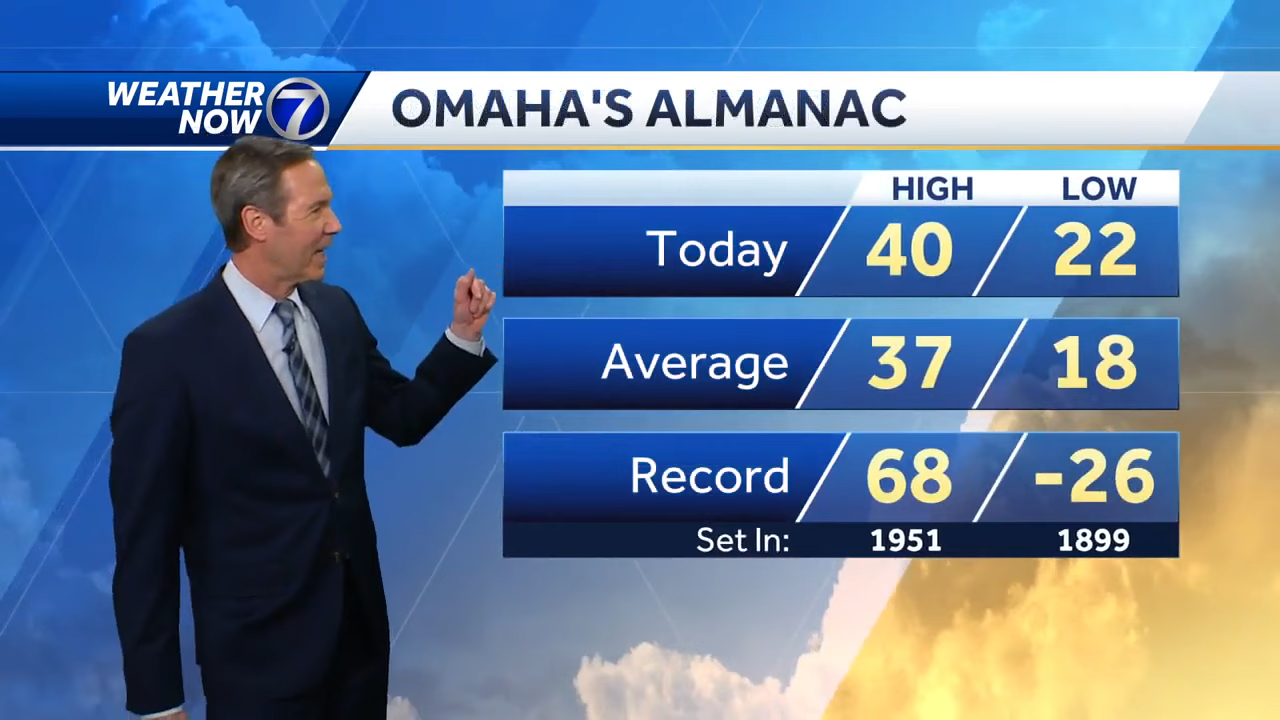 WEATHER
NOW 7
OMAHA'S ALMANAC
HIGH LOW
Today 40 22
Average 37 18
Record 68 -26
Set In: 1951 1899